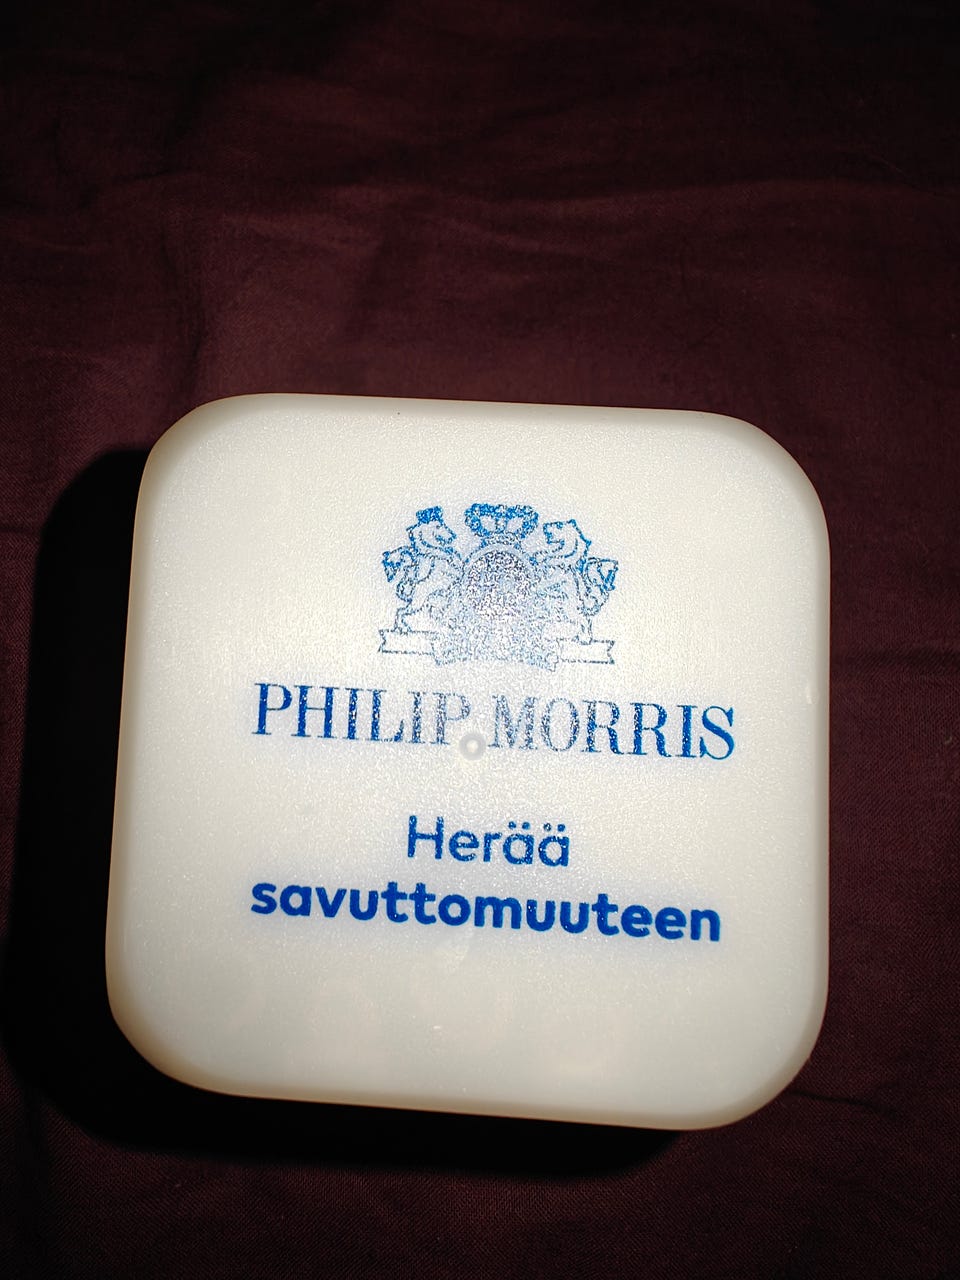 PHILIP MORRIS
Herää
savuttomuuteen